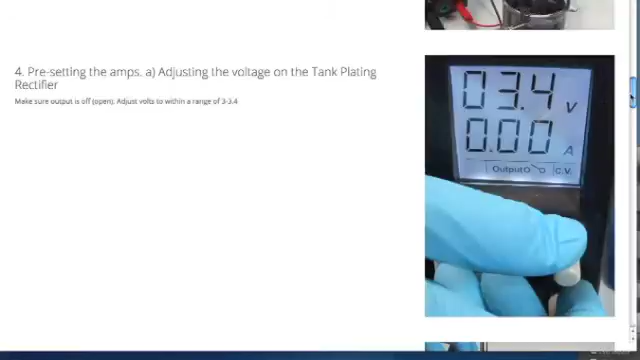 4. Pre-setting the amps. a) Adjusting the voltage on the Tank Plating
Rectifier
Make sure output is off (open), Adjust volts to within a range of 3-3.4
03.4 V
0.00 A
Output C.V.